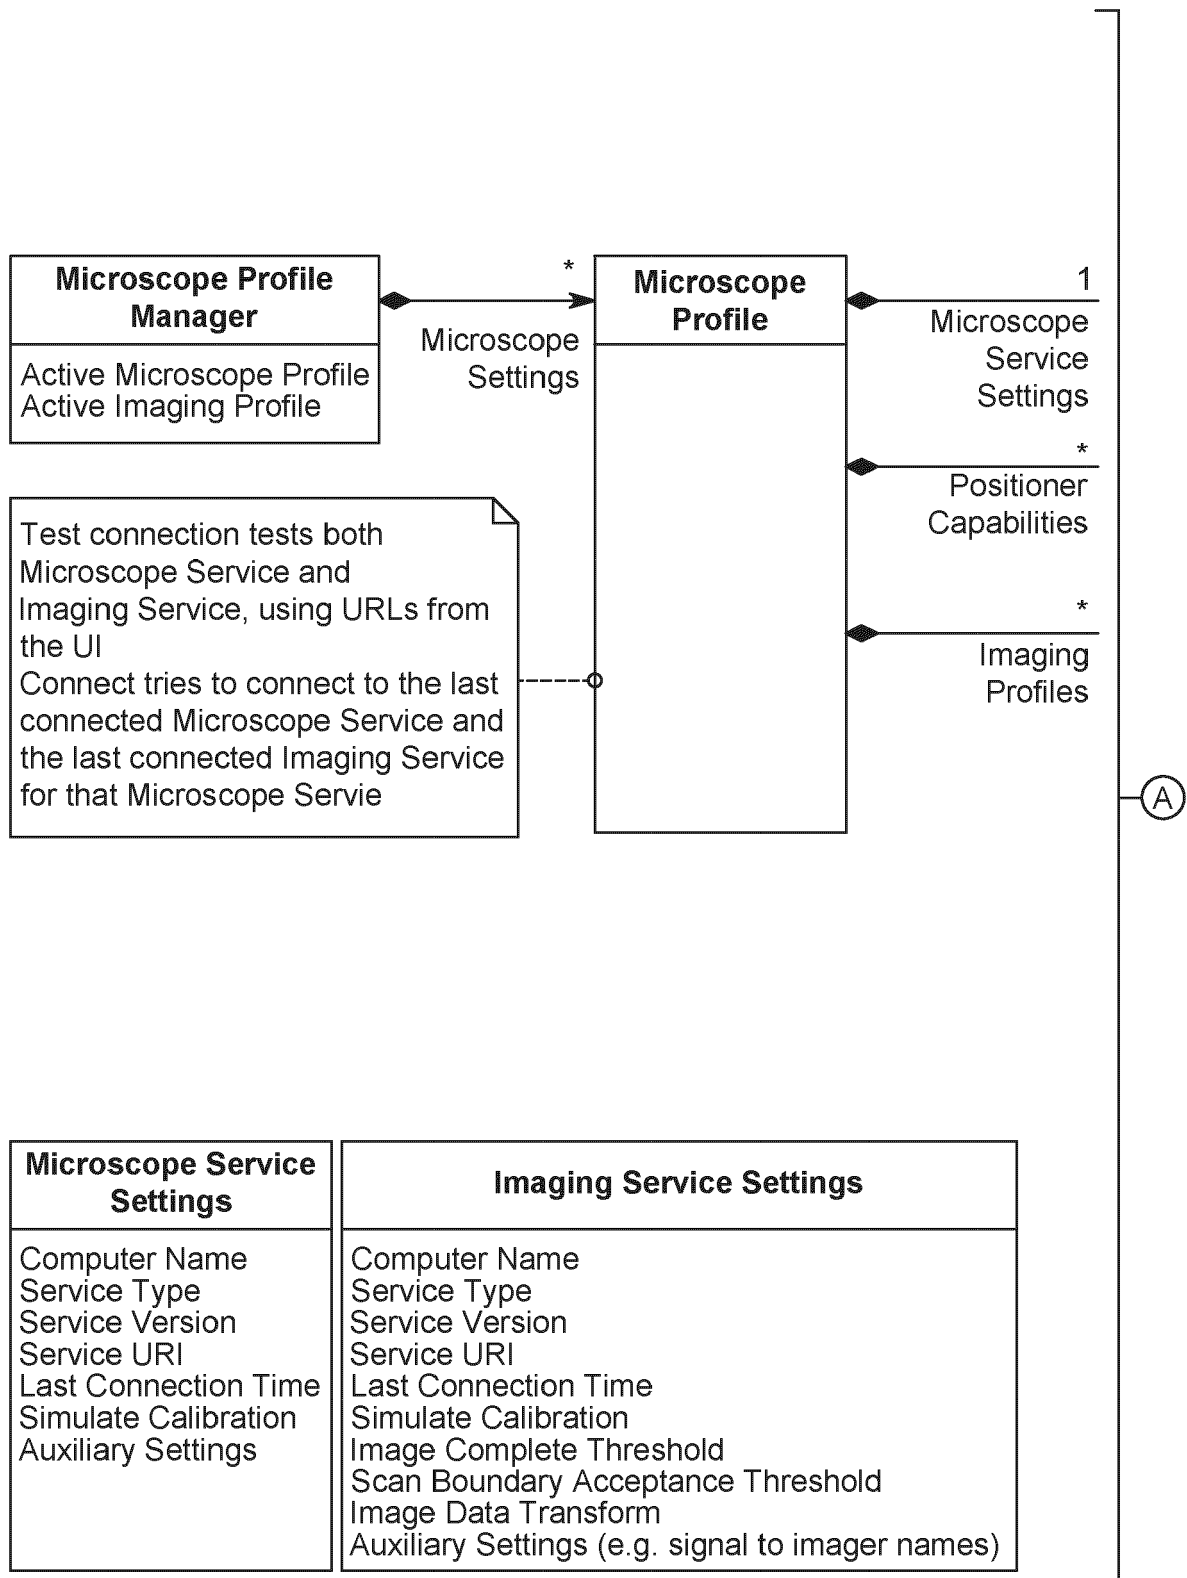 Microscope Profile
Manager
Active Microscope Profile
Active Imaging Profile
*
Microscope
Settings
Microscope
Profile
1
Microscope
Service
Settings
*
Positioner
Capabilities
*
Imaging
Profiles
Test connection tests both
Microscope Service and
Imaging Service, using URLs from
the UI
Connect tries to connect to the last
connected Microscope Service and
the last connected Imaging Service
for that Microscope Servie
A
Microscope Service
Settings
Computer Name
Service Type
Service Version
Service URI
Last Connection Time
Simulate Calibration
Auxiliary Settings
Imaging Service Settings
Computer Name
Service Type
Service Version
Service URI
Last Connection Time
Simulate Calibration
Image Complete Threshold
Scan Boundary Acceptance Threshold
Image Data Transform
Auxiliary Settings (e.g. signal to imager names)